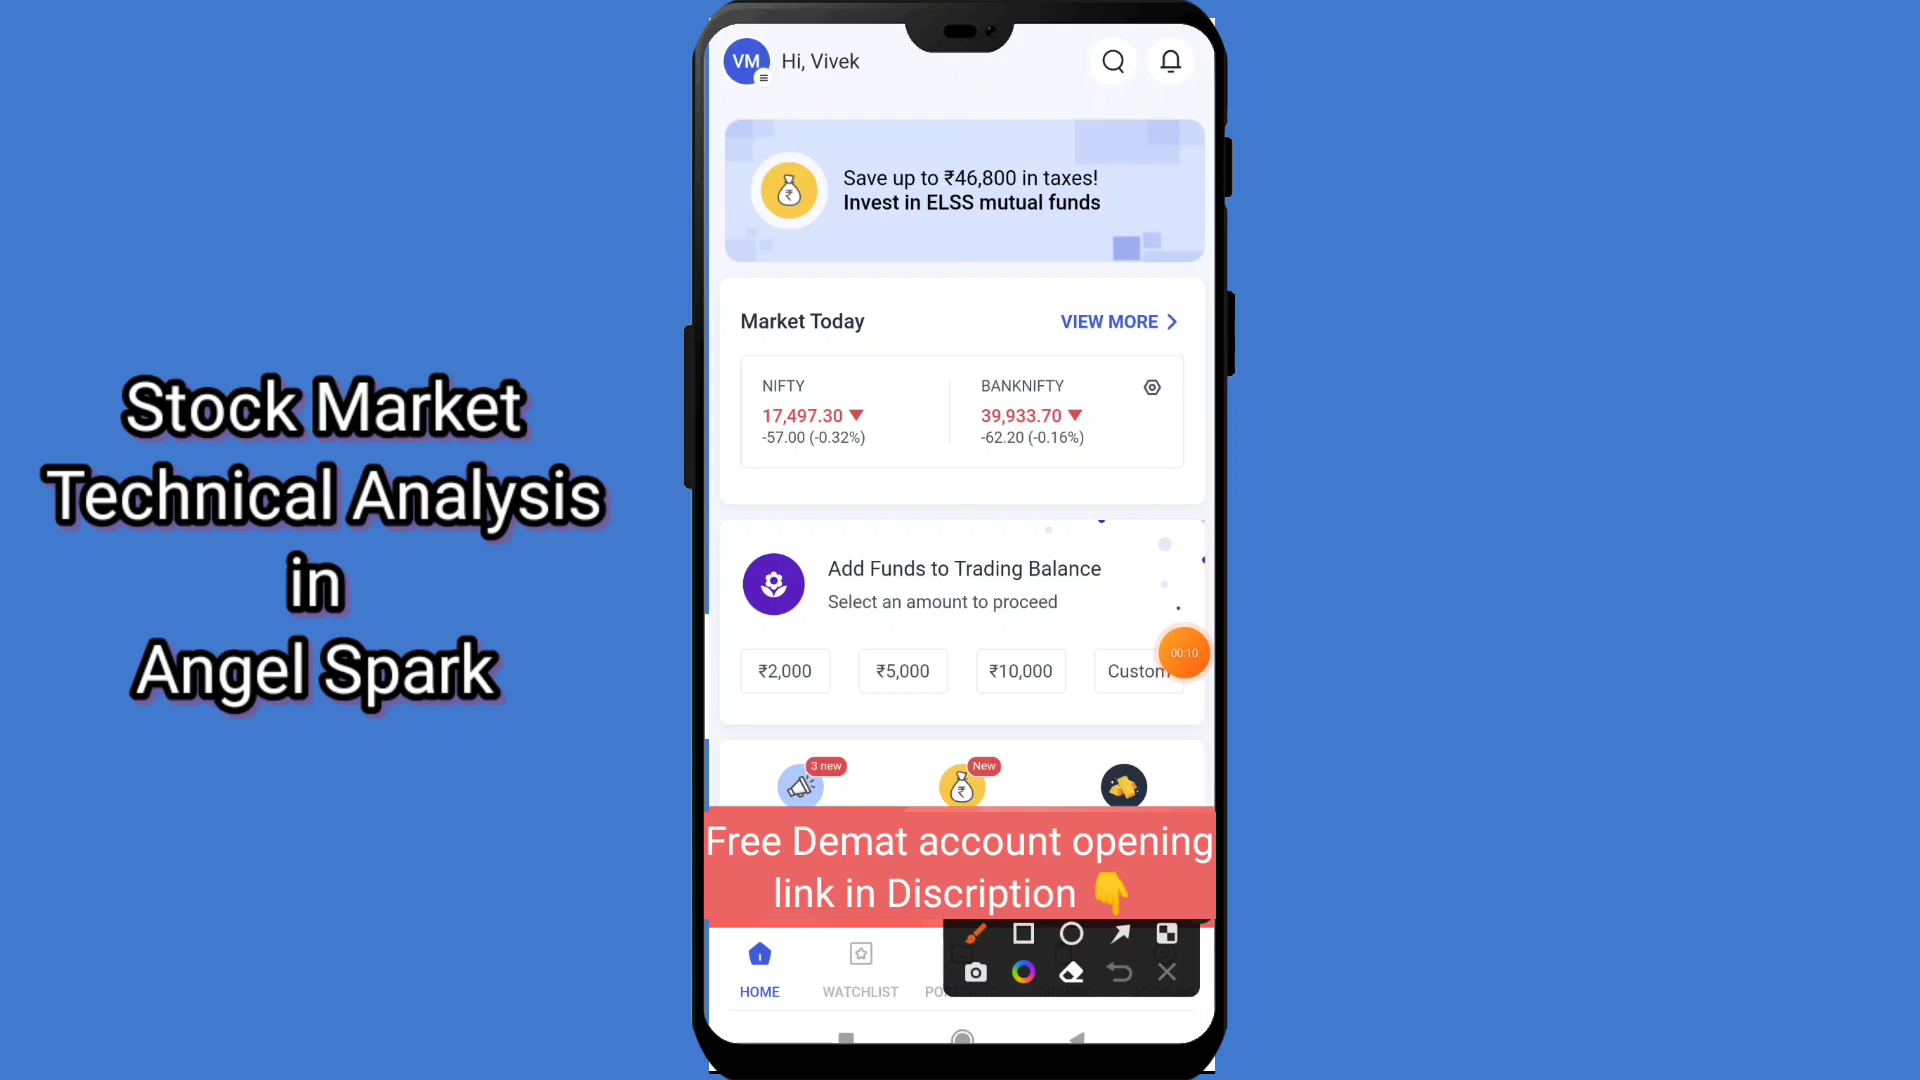 Stock Market
Technical Analysis
in
Angel Spark
VM
Hi, Vivek
Save up to ₹46,800 in taxes!
Invest in ELSS mutual funds
Market Today
VIEW MORE
NIFTY
17,497.30
-57.00 (-0.32%)
BANKNIFTY
39,933.70
-62.20 (-0.16%)
Add Funds to Trading Balance
Select an amount to proceed
₹2,000
₹5,000
₹10,000
Custom
00:10
3 new
New
Free Demat account opening
link in Discription 👇
HOME
WATCHLIST